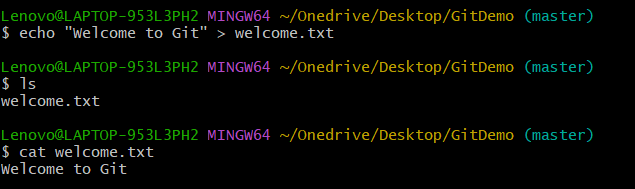 Lenovo@LAPTOP-953L3PH2 MINGW64 ~/Onedrive/Desktop/GitDemo (master)
$ echo "Welcome to Git" > welcome.txt
Lenovo@LAPTOP-953L3PH2 MINGW64 ~/Onedrive/Desktop/GitDemo (master)
$ ls
welcome.txt
Lenovo@LAPTOP-953L3PH2 MINGW64 ~/Onedrive/Desktop/GitDemo (master)
$ cat welcome.txt
Welcome to Git